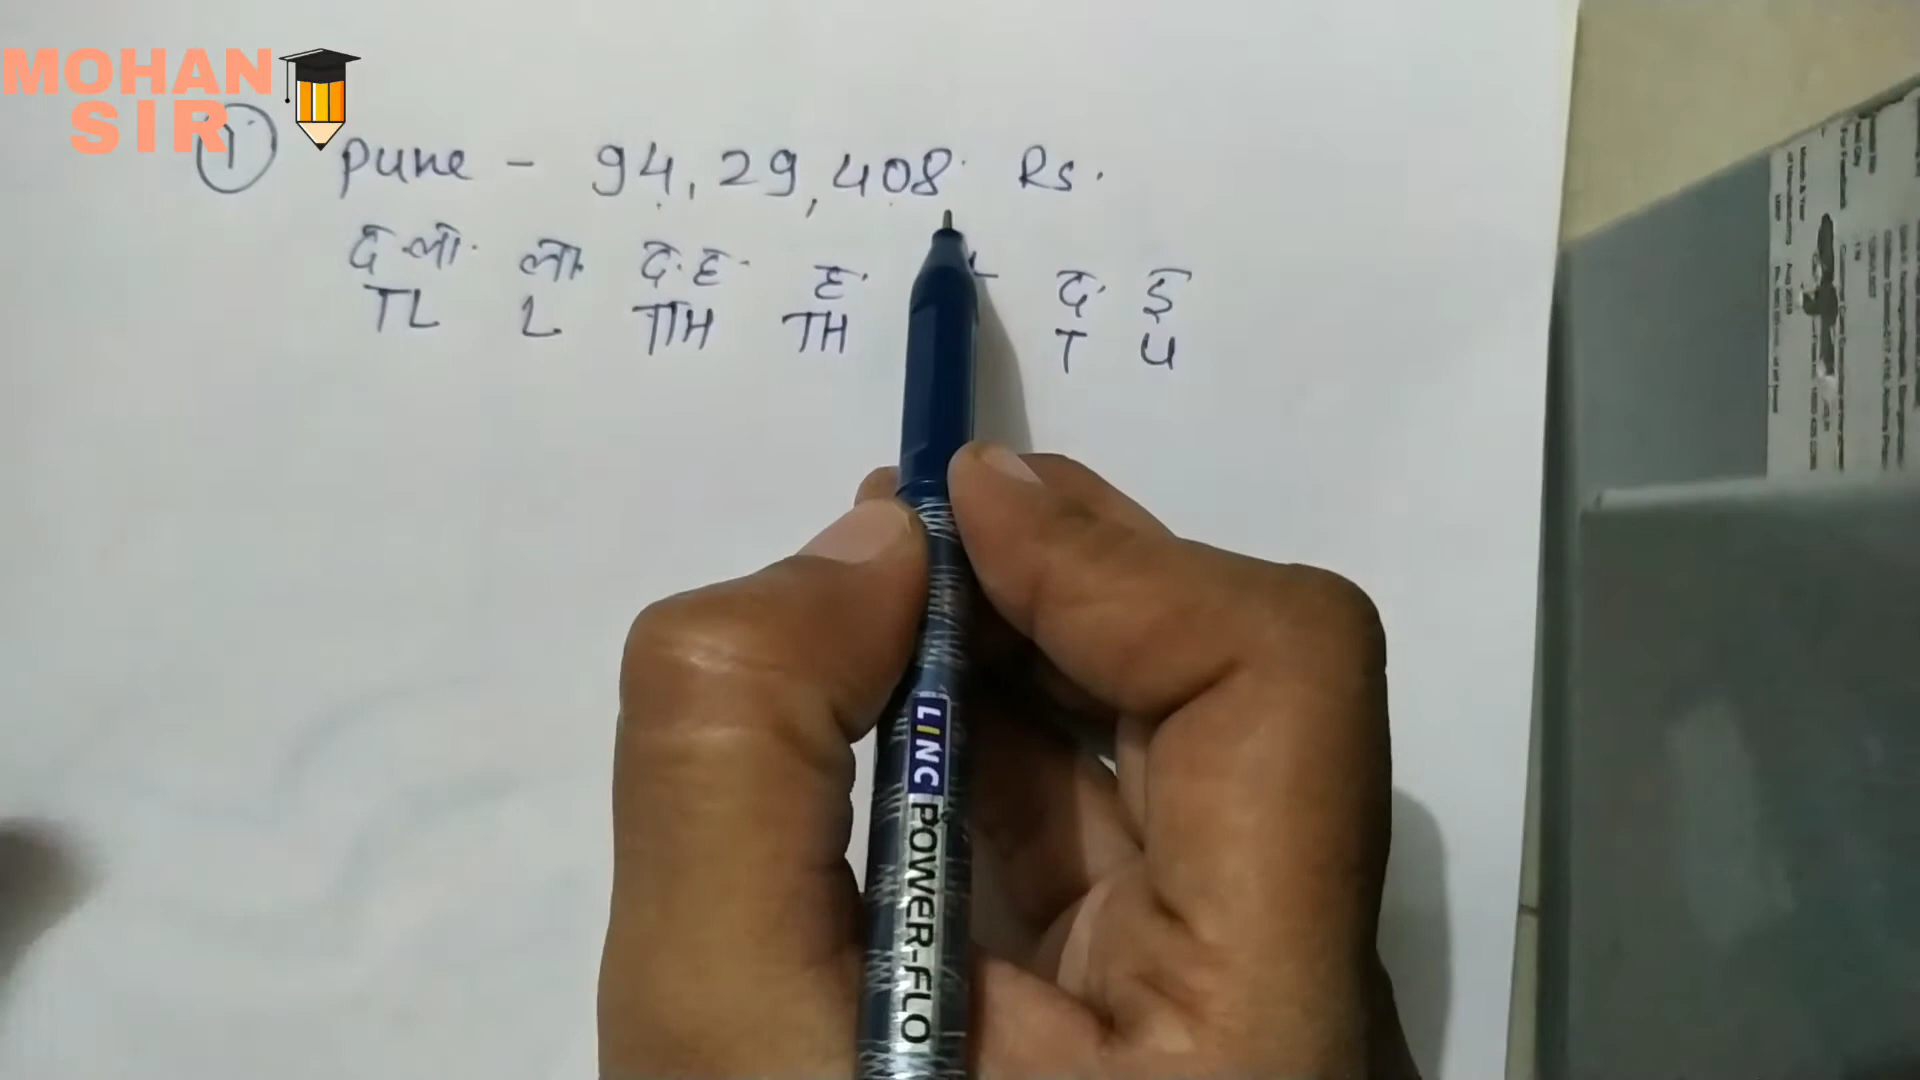 MOHAN
SIR
1 Pune - 94,29,408 Rs.
द.ला. ला. द.ह. ह. द. ई
TL L TTH TH T U
LINC POWER-FLO